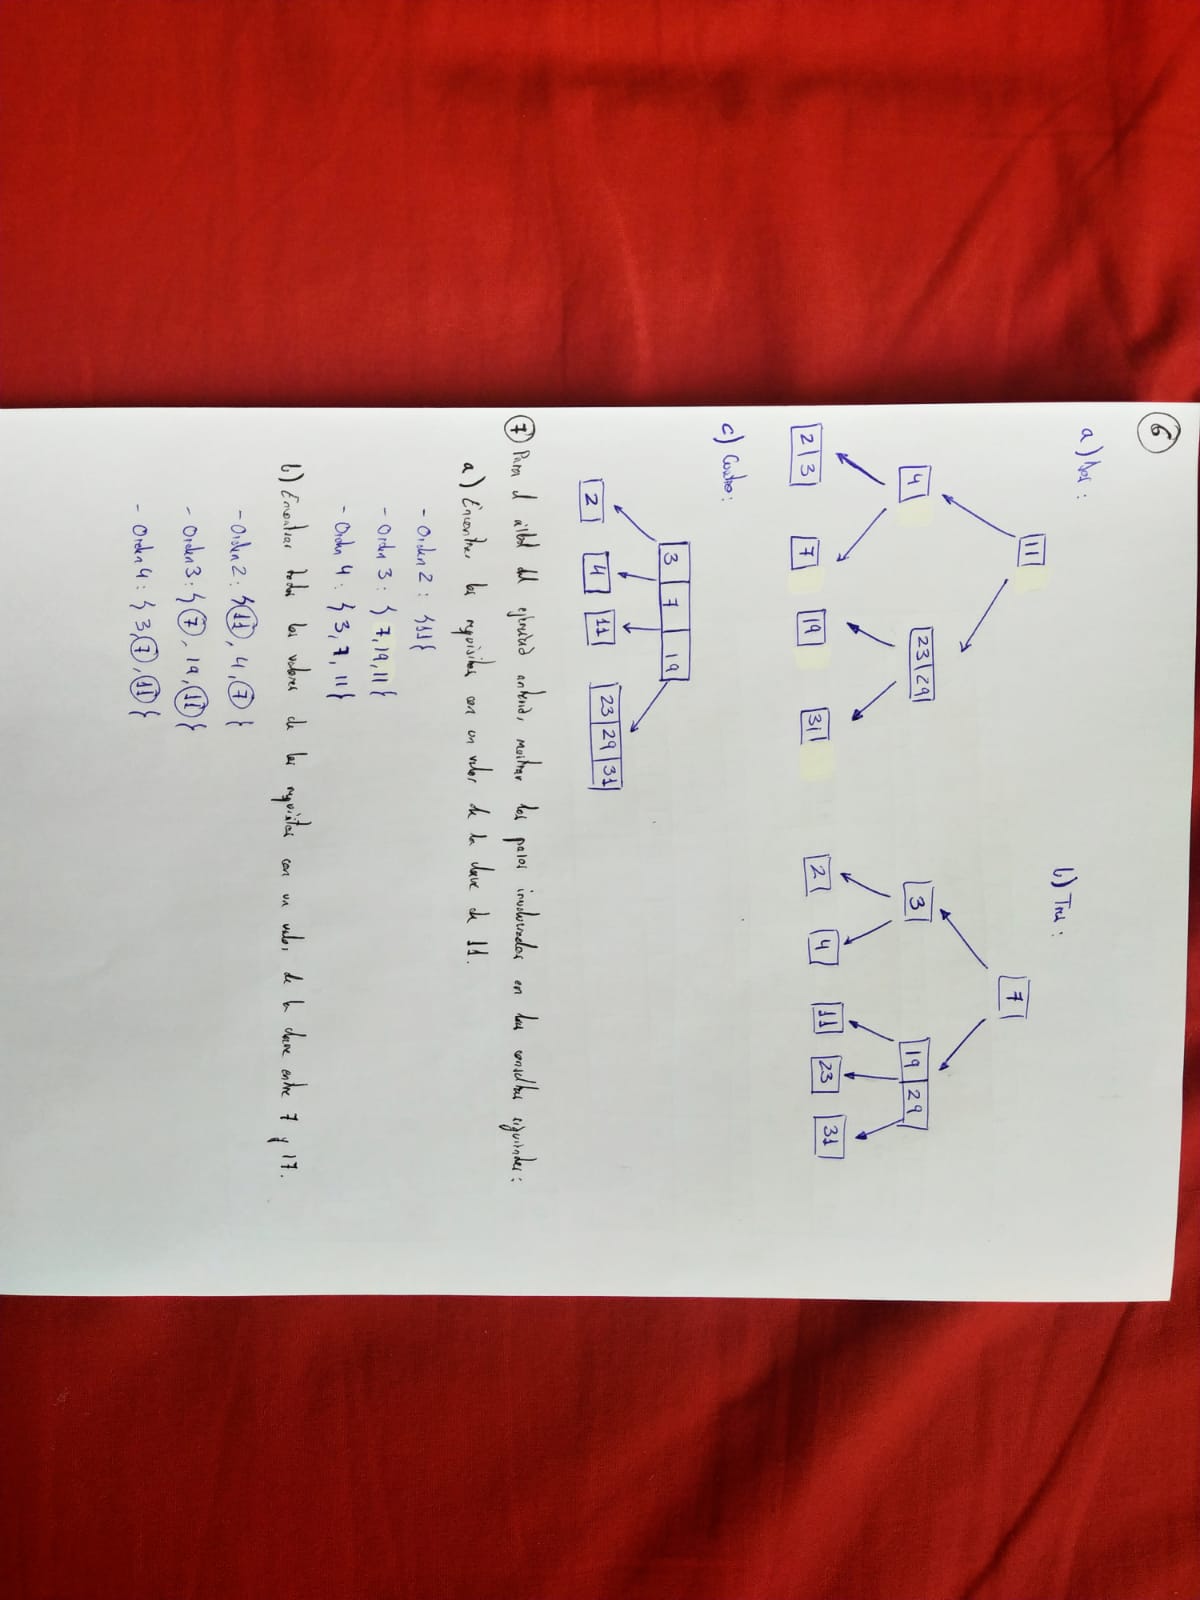 6
a) Dos:
b) Tres:
11
7
4
23 29
3
19 29
2 3
7
19
31
2
4
11
23
31
c) Cuatro:
3 7 19
2
4
11
23 29 31
7 Para el árbol del ejercicio anterior, mostrar los pasos involucrados en las consultas siguientes:
a) Encontrar los registros con un valor de la clave de 11.
- Orden 2: {11}
- Orden 3: {7,19,11}
- Orden 4: {3,7,11}
b) Encontrar todos los valores de los registros con un valor de la clave entre 7 y 17.
- Orden 2: {11, 4, 7}
- Orden 3: {7, 19, 11}
- Orden 4: {3, 7, 11}